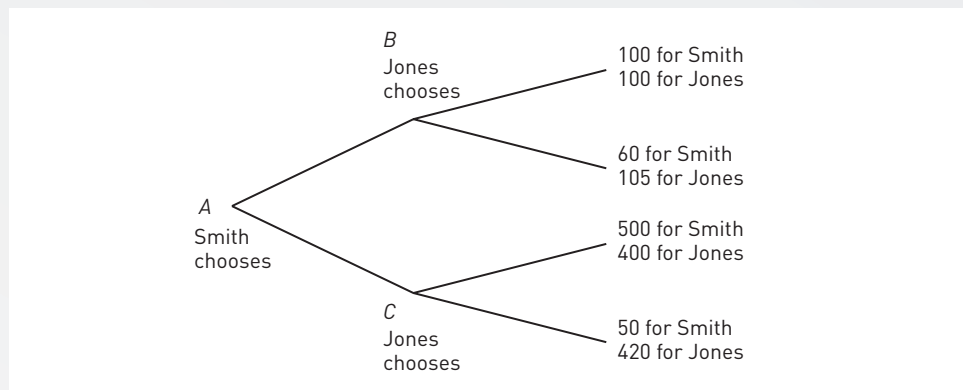 B
Jones
chooses
100 for Smith
100 for Jones
60 for Smith
105 for Jones
A
Smith
chooses
500 for Smith
400 for Jones
C
Jones
chooses
50 for Smith
420 for Jones